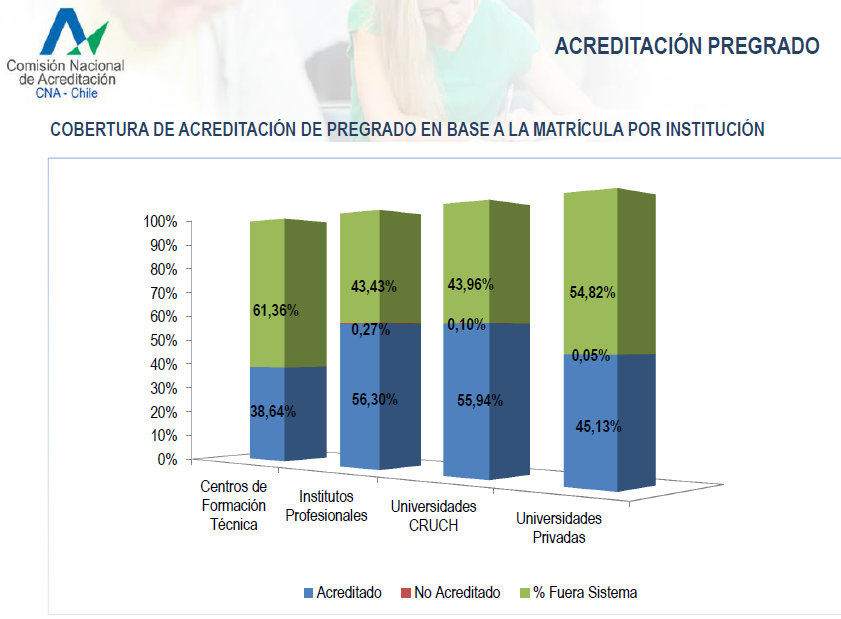 Comisión Nacional
de Acreditación
CNA - Chile
ACREDITACIÓN PREGRADO
COBERTURA DE ACREDITACIÓN DE PREGRADO EN BASE A LA MATRÍCULA POR INSTITUCIÓN
100%
90%
80%
70%
60%
50%
40%
30%
20%
10%
0%
61,36%
38,64%
43,43%
0,27%
56,30%
43,96%
0,10%
55,94%
54,82%
0,05%
45,13%
Centros de
Formación
Técnica
Institutos
Profesionales
Universidades
CRUCH
Universidades
Privadas
Acreditado
No Acreditado
% Fuera Sistema